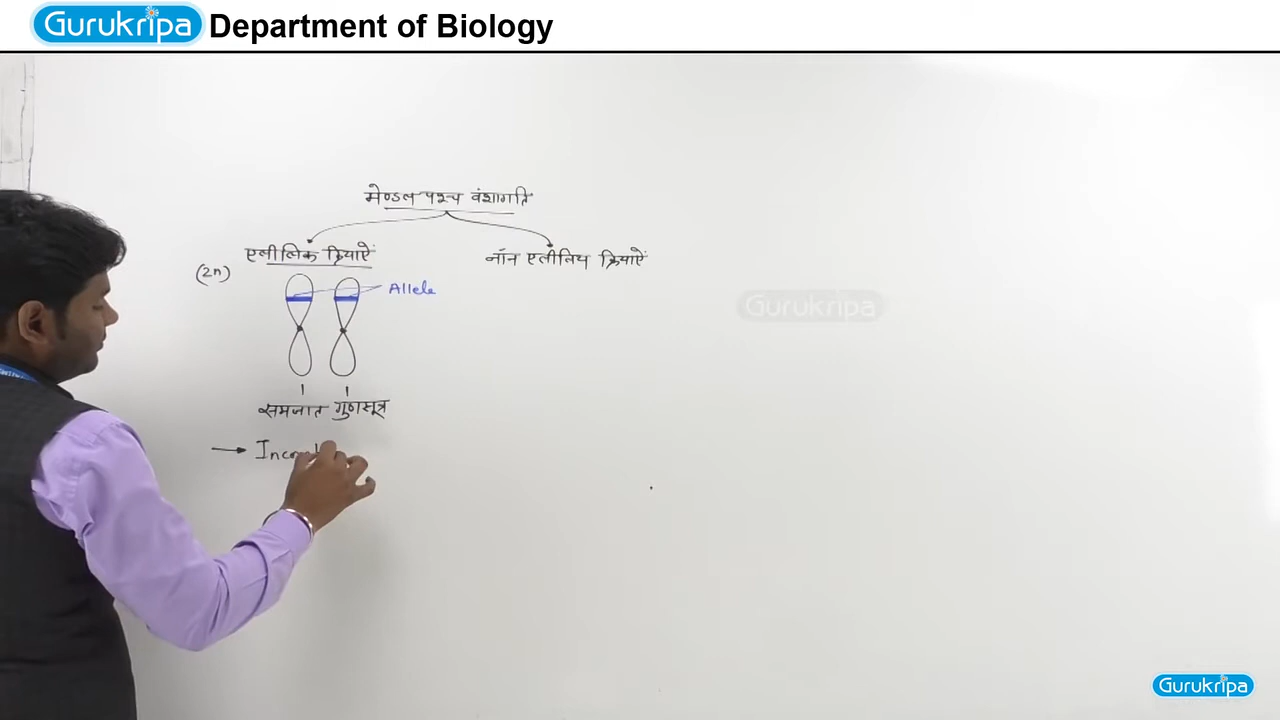 Gurukripa Department of Biology
मेण्डल पश्च वंशागति
एलीलिक क्रियाऐं
नॉन एलीलिय क्रियाऐं
(2n)
Allele
Gurukripa
समजात गुणसूत्र
→
Gurukripa